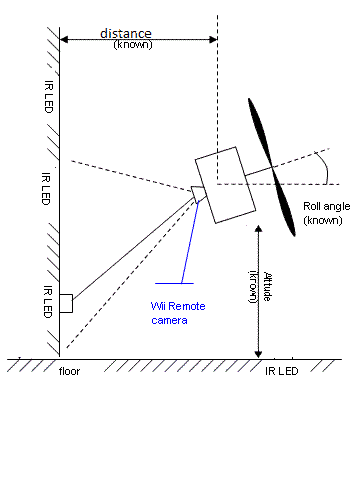 distance
(known)
IR LED
IR LED
IR LED
Roll angle
(known)
Altitude
(known)
Wii Remote
camera
floor
IR LED